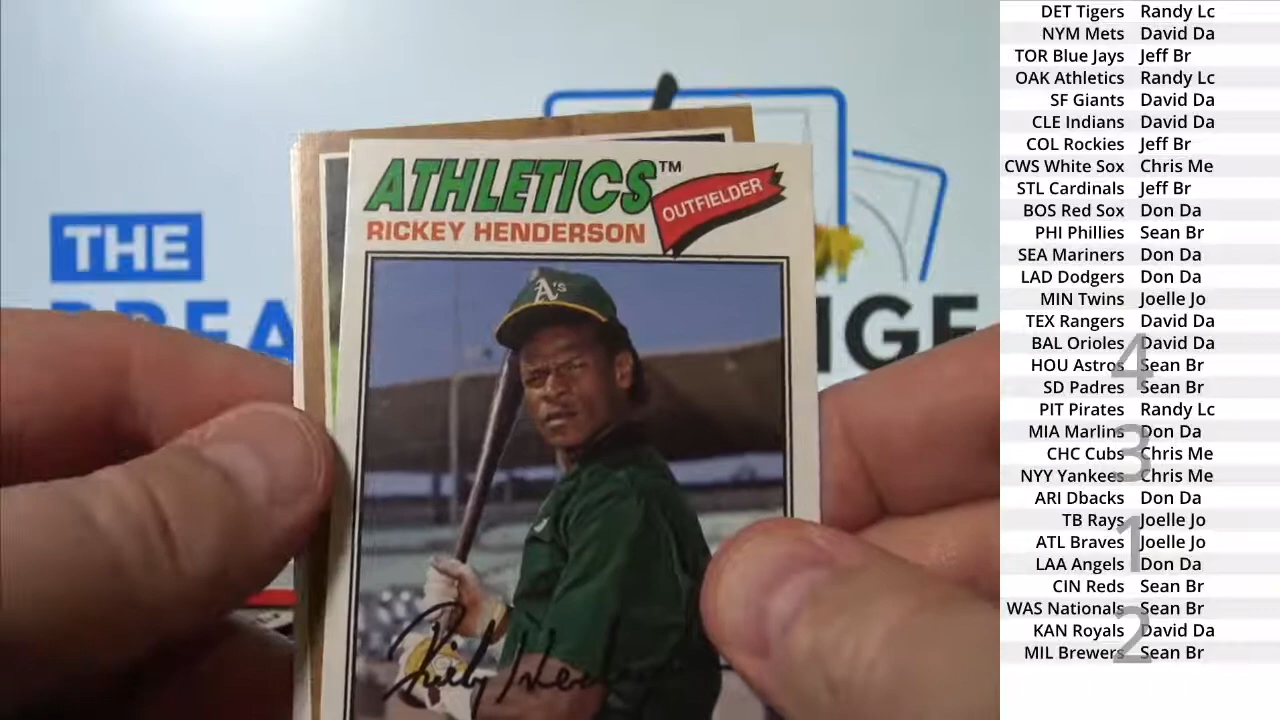 ATHLETICS™
OUTFIELDER
RICKEY HENDERSON
A's
THE
DET Tigers Randy Lc
NYM Mets David Da
TOR Blue Jays Jeff Br
OAK Athletics Randy Lc
SF Giants David Da
CLE Indians David Da
COL Rockies Jeff Br
CWS White Sox Chris Me
STL Cardinals Jeff Br
BOS Red Sox Don Da
PHI Phillies Sean Br
SEA Mariners Don Da
LAD Dodgers Don Da
MIN Twins Joelle Jo
TEX Rangers David Da
BAL Orioles David Da
HOU Astros Sean Br
SD Padres Sean Br
PIT Pirates Randy Lc
MIA Marlins Don Da
CHC Cubs Chris Me
NYY Yankees Chris Me
ARI Dbacks Don Da
TB Rays Joelle Jo
ATL Braves Joelle Jo
LAA Angels Don Da
CIN Reds Sean Br
WAS Nationals Sean Br
KAN Royals David Da
MIL Brewers Sean Br
4
3
1
2